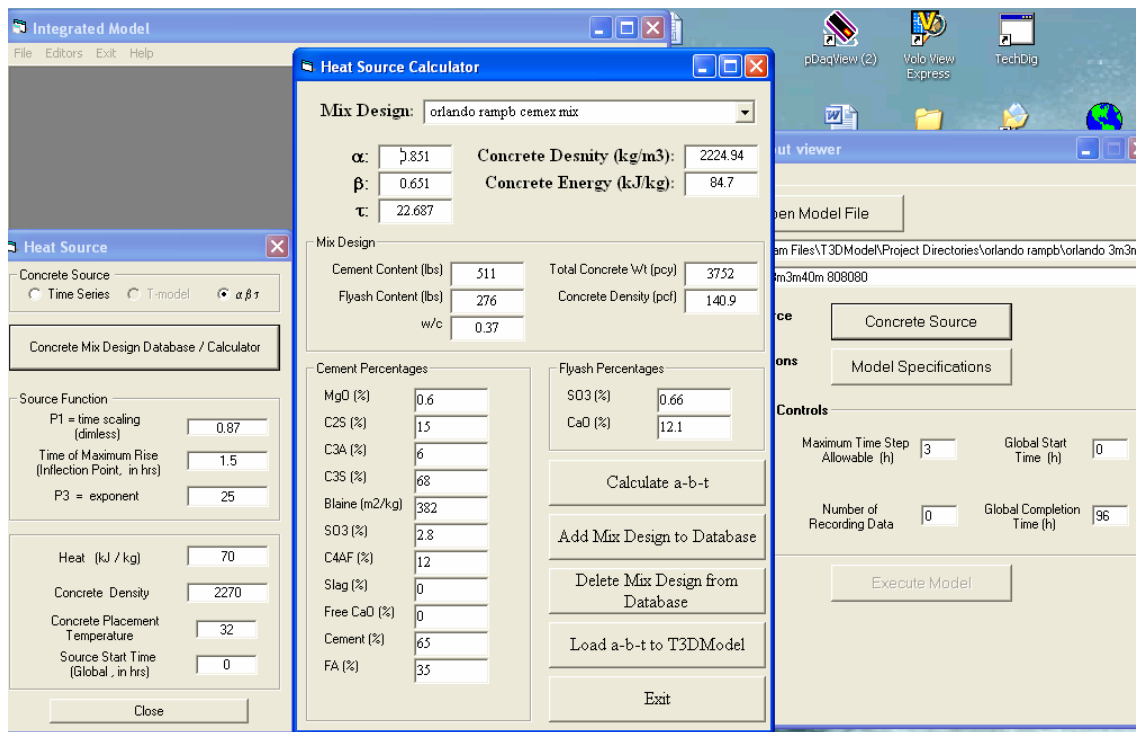 Integrated Model
File Editors Exit Help
pDaqView (2)
Volo View
Express
TechDig
Heat Source Calculator
Mix Design: orlando rampb cemex mix
α: 0.851
β: 0.651
τ: 22.687
Concrete Desnity (kg/m3): 2224.94
Concrete Energy (kJ/kg): 84.7
Mix Design
Cement Content (lbs) 511
Flyash Content (lbs) 276
w/c 0.37
Total Concrete Wt (pcy) 3752
Concrete Density (pcf) 140.9
Cement Percentages
MgO (%) 0.6
C2S (%) 15
C3A (%) 6
C3S (%) 68
Blaine (m2/kg) 382
SO3 (%) 2.8
C4AF (%) 12
Slag (%) 0
Free CaO (%) 0
Cement (%) 65
FA (%) 35
Flyash Percentages
SO3 (%) 0.66
CaO (%) 12.1
Calculate a-b-t
Add Mix Design to Database
Delete Mix Design from
Database
Load a-b-t to T3DModel
Exit
Heat Source
Concrete Source
Time Series T-model α β τ
Concrete Mix Design Database / Calculator
Source Function
P1 = time scaling
(dimless)
0.87
Time of Maximum Rise
(Inflection Point, in hrs)
1.5
P3 = exponent 25
Heat (kJ / kg) 70
Concrete Density 2270
Concrete Placement
Temperature
32
Source Start Time
(Global , in hrs)
0
Close
ut viewer
en Model File
am Files\T3DModel\Project Directories\orlando rampb\orlando 3m3m
3m3m40m 808080
rce
Concrete Source
ons
Model Specifications
Controls
Maximum Time Step
Allowable (h)
3
Global Start
Time (h)
0
Number of
Recording Data
0
Global Completion
Time (h)
96
Execute Model